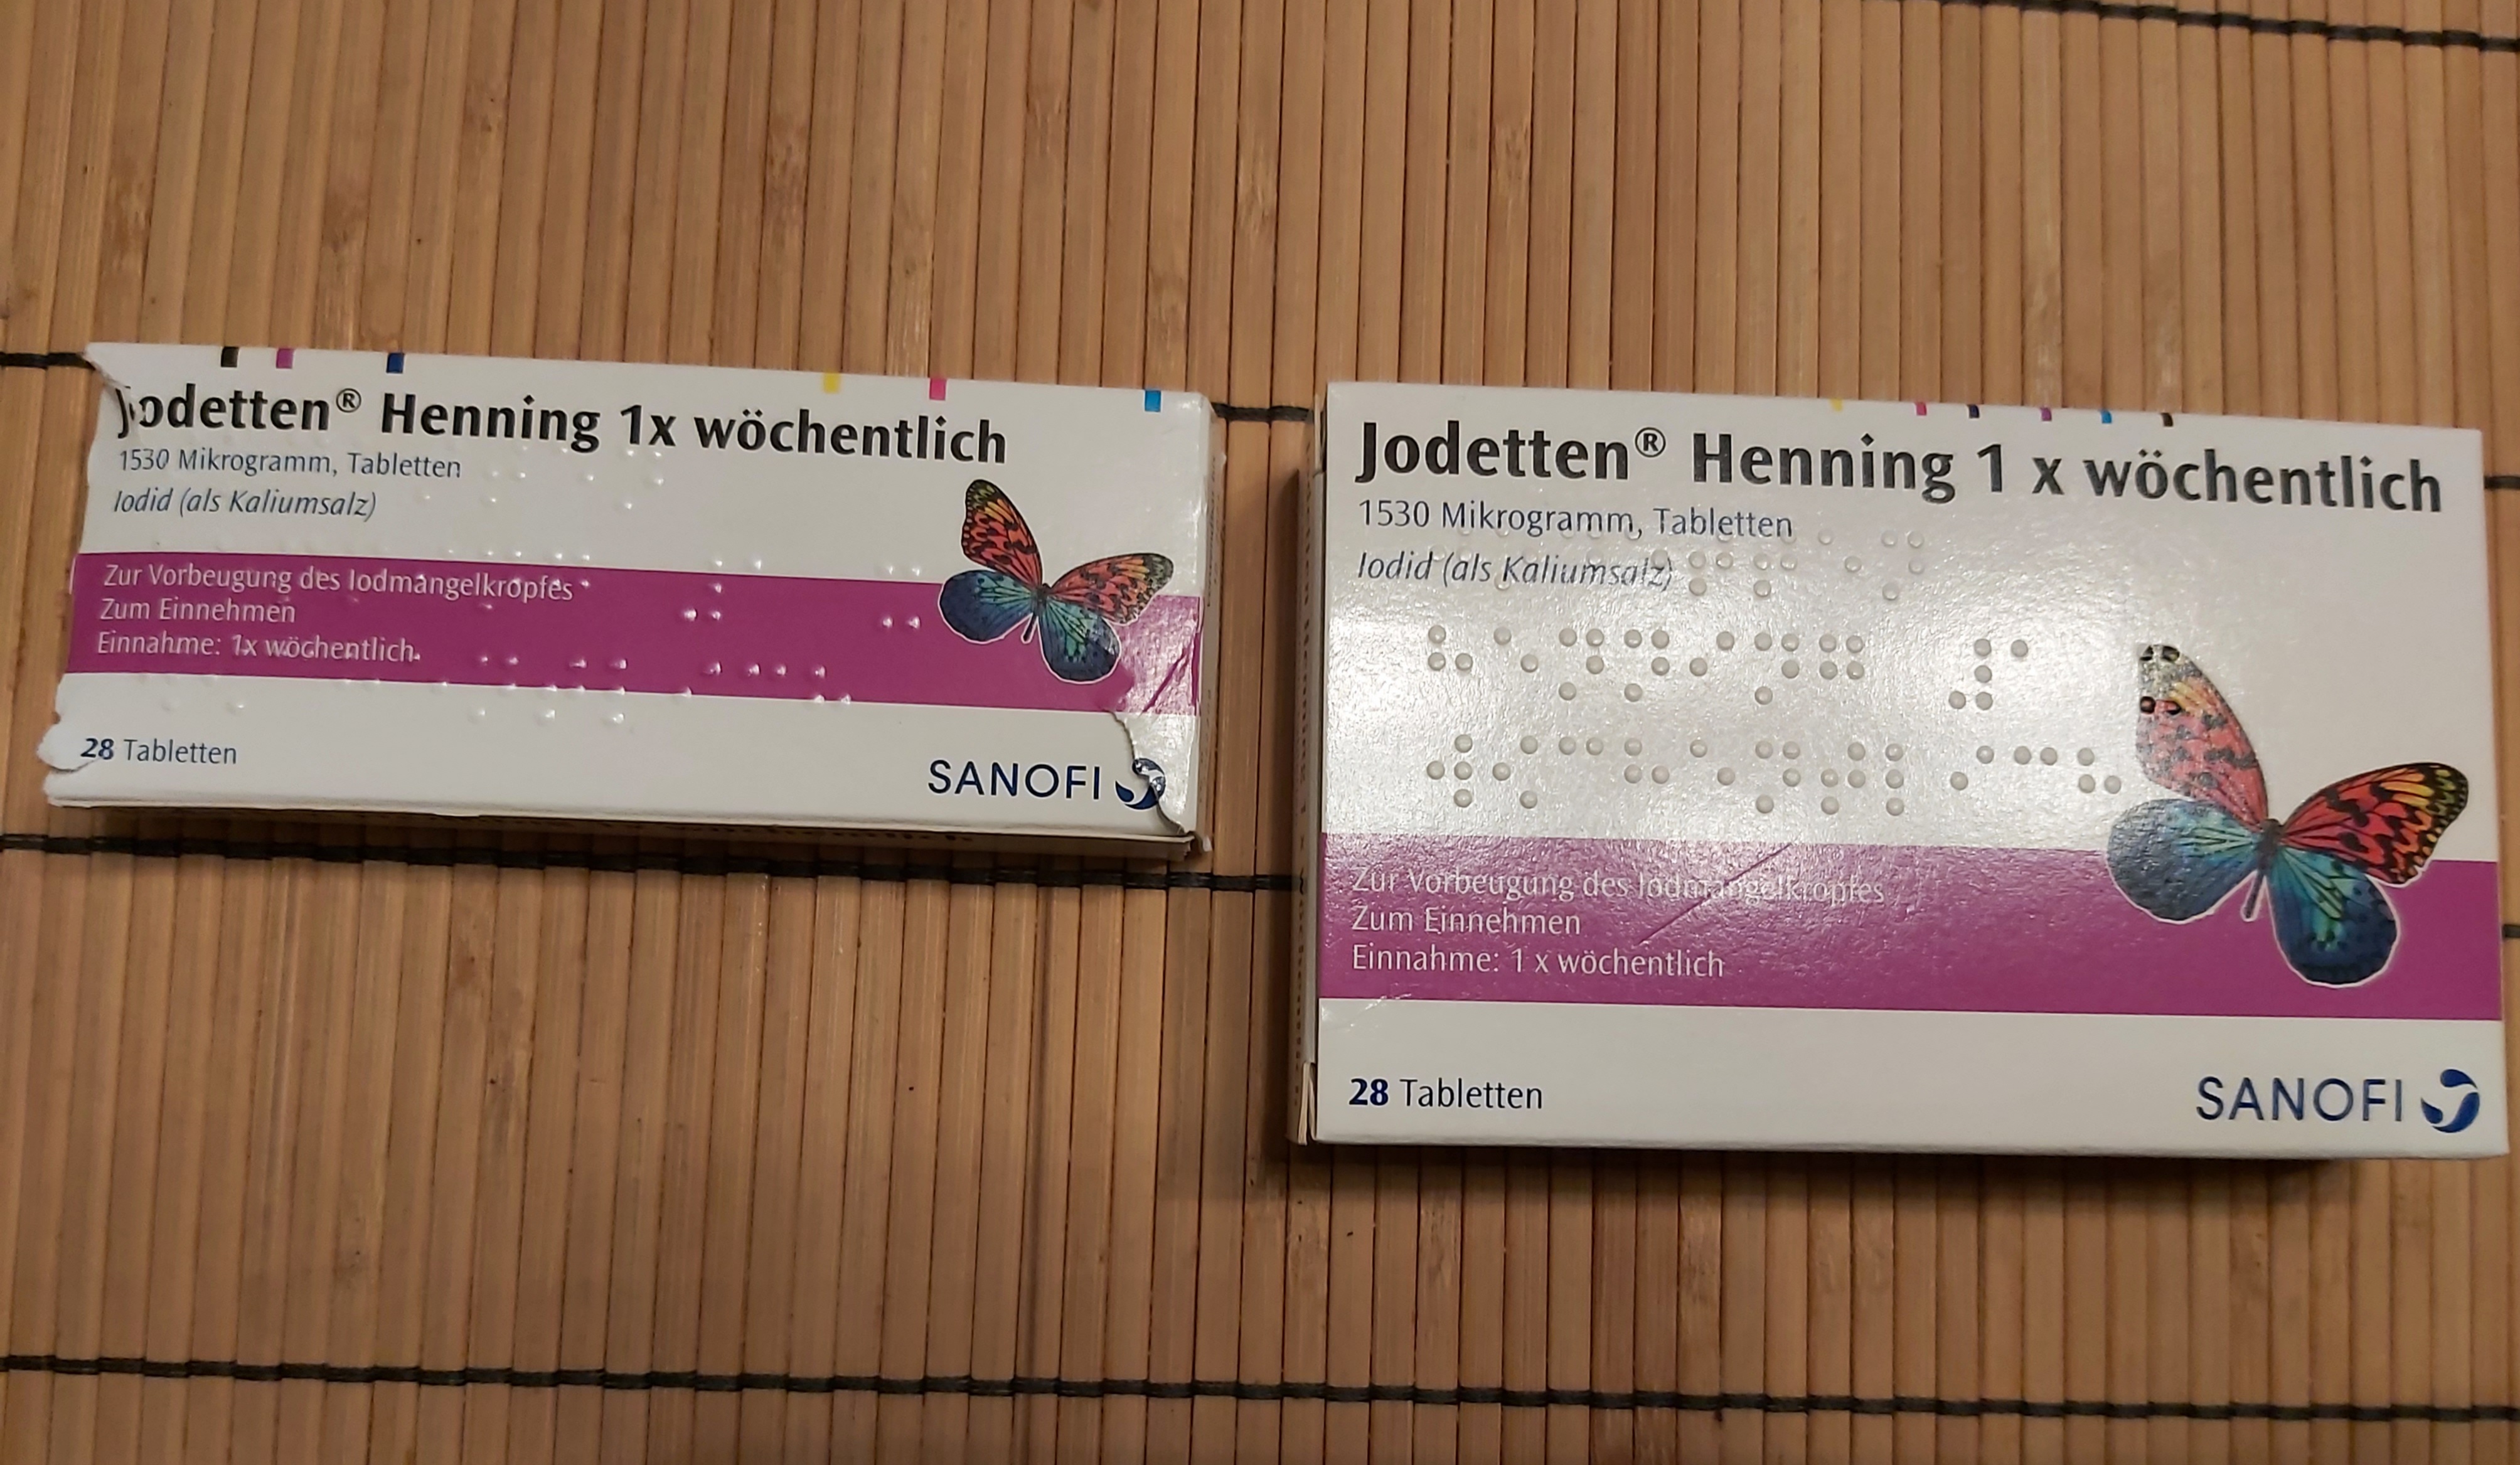 Jodetten® Henning 1x wöchentlich
1530 Mikrogramm, Tabletten
Iodid (als Kaliumsalz)
Zur Vorbeugung des Iodmangelkropfes
Zum Einnehmen
Einnahme: 1x wöchentlich
28 Tabletten
SANOFI
Jodetten® Henning 1 x wöchentlich
1530 Mikrogramm, Tabletten
Iodid (als Kaliumsalz)
Zur Vorbeugung des Iodmangelkropfes
Zum Einnehmen
Einnahme: 1 x wöchentlich
28 Tabletten
SANOFI